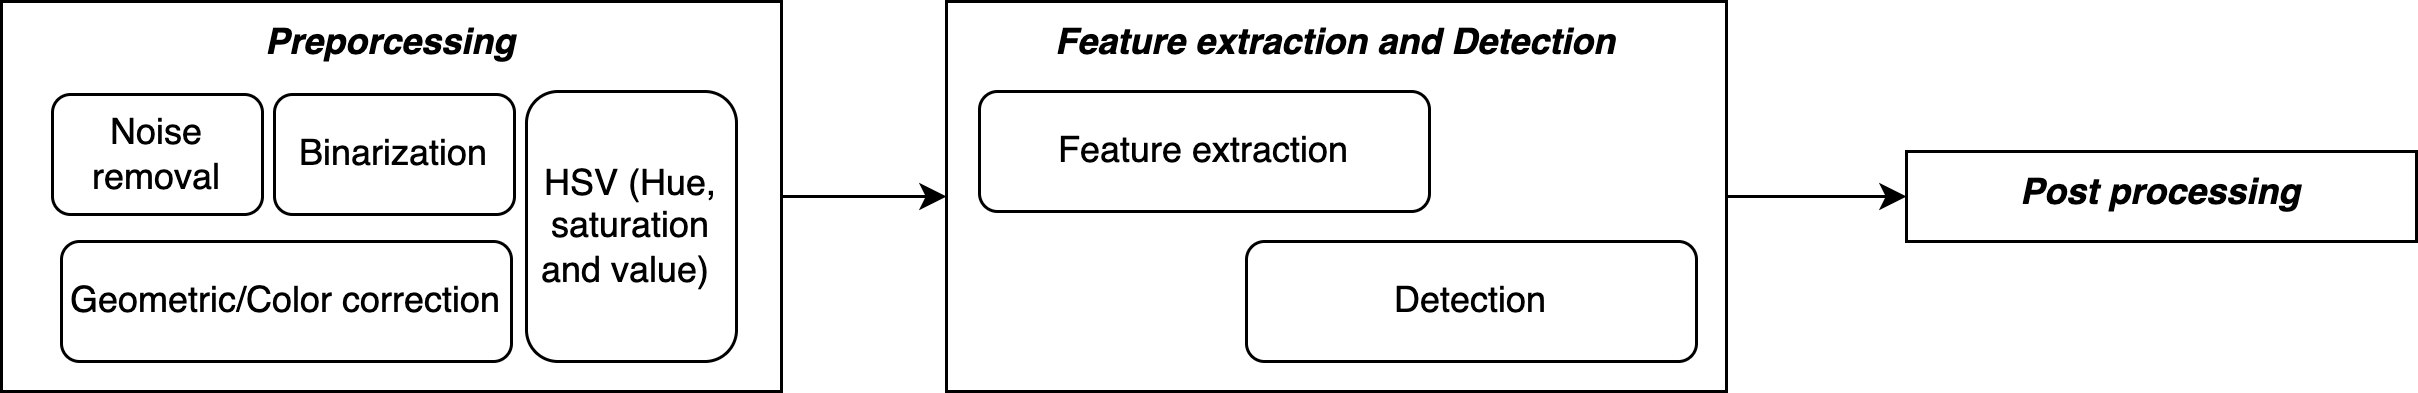 Preporcessing
Noise
removal
Binarization
HSV (Hue,
saturation
and value)
Geometric/Color correction
Feature extraction and Detection
Feature extraction
Detection
Post processing